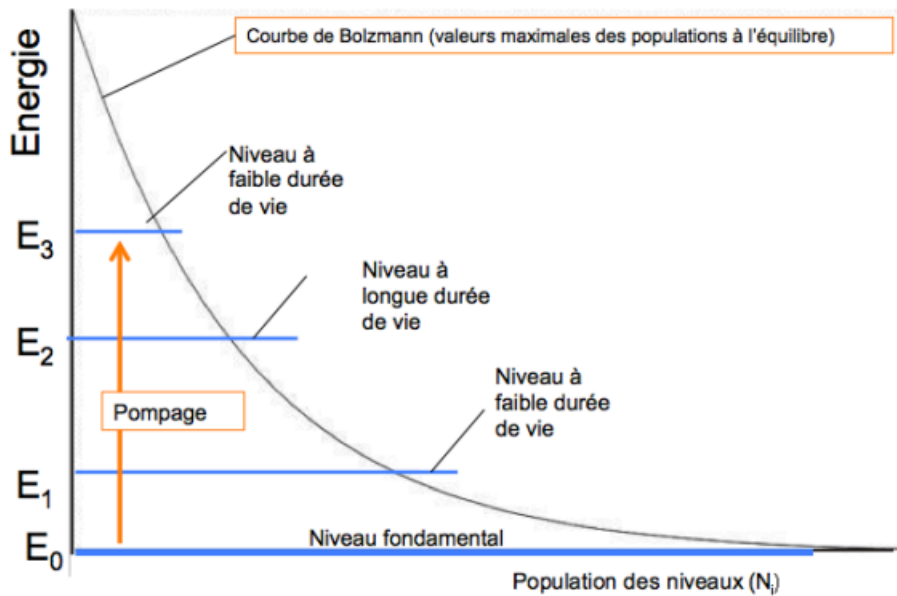 Courbe de Bolzmann (valeurs maximales des populations à l'équilibre)
Energie
Niveau à
faible durée
de vie
E3
Niveau à
longue durée
de vie
E2
Niveau à
faible durée
de vie
Pompage
E1
Niveau fondamental
E0
Population des niveaux (Ni)